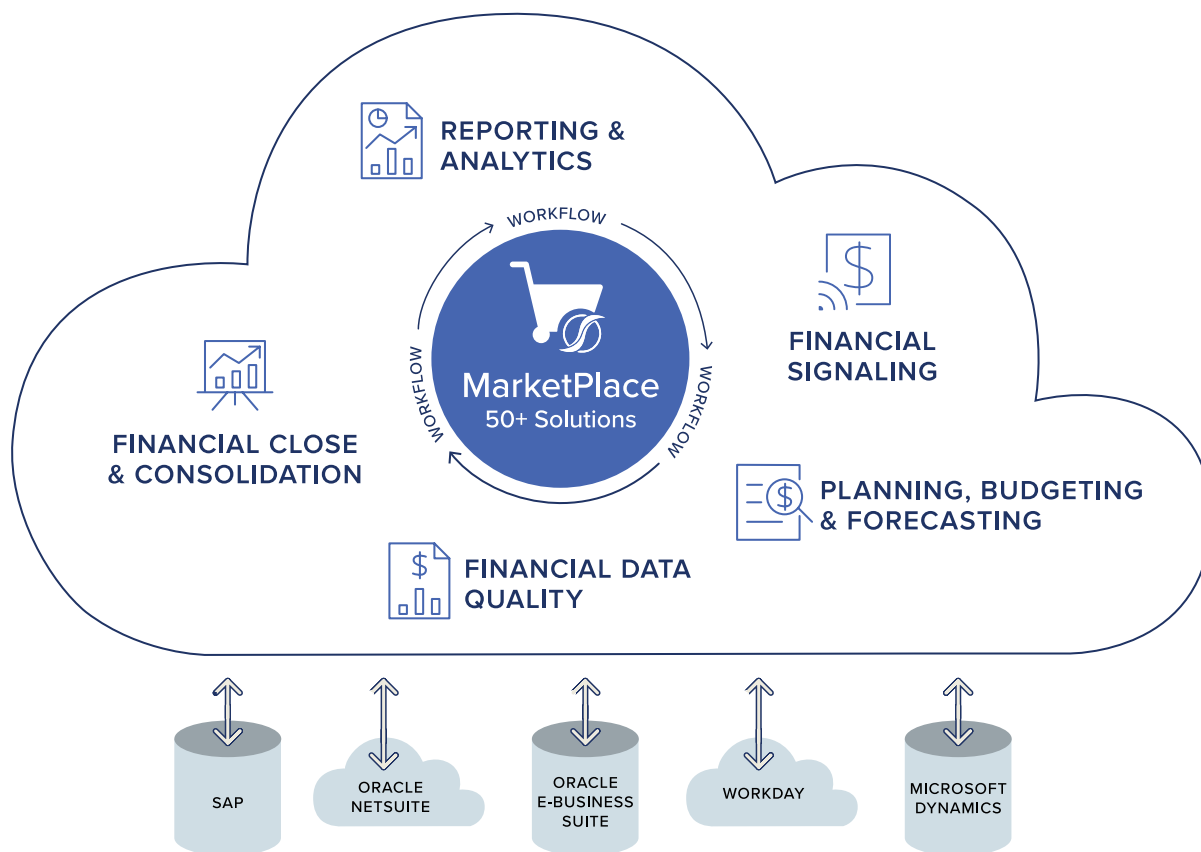 REPORTING &
ANALYTICS
WORKFLOW
MarketPlace
50+ Solutions
WORKFLOW
WORKFLOW
FINANCIAL
SIGNALING
FINANCIAL CLOSE
& CONSOLIDATION
PLANNING, BUDGETING
& FORECASTING
FINANCIAL DATA
QUALITY
SAP
ORACLE
NETSUITE
ORACLE
E-BUSINESS
SUITE
WORKDAY
MICROSOFT
DYNAMICS